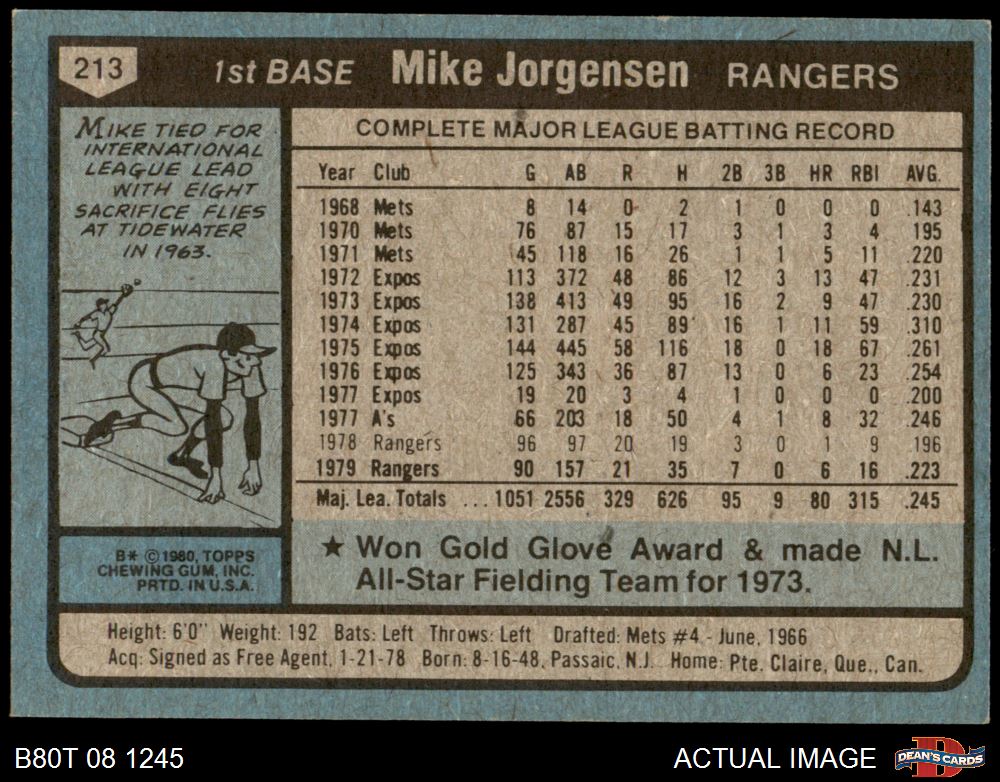 213 1st BASE Mike Jorgensen RANGERS
MIKE TIED FOR
INTERNATIONAL
LEAGUE LEAD
WITH EIGHT
SACRIFICE FLIES
AT TIDEWATER
IN 1963.
COMPLETE MAJOR LEAGUE BATTING RECORD
Year Club G AB R H 2B 3B HR RBI AVG.
1968 Mets 8 14 0 2 1 0 0 0 .143
1970 Mets 76 87 15 17 3 1 3 4 .195
1971 Mets 45 118 16 26 1 1 5 11 .220
1972 Expos 113 372 48 86 12 3 13 47 .231
1973 Expos 138 413 49 95 16 2 9 47 .230
1974 Expos 131 287 45 89 16 1 11 59 .310
1975 Expos 144 445 58 116 18 0 18 67 .261
1976 Expos 125 343 36 87 13 0 6 23 .254
1977 Expos 19 20 3 4 1 0 0 0 .200
1977 A's 66 203 18 50 4 1 8 32 .246
1978 Rangers 96 97 20 19 3 0 1 9 .196
1979 Rangers 90 157 21 35 7 0 6 16 .223
Maj. Lea. Totals ... 1051 2556 329 626 95 9 80 315 .245
★ Won Gold Glove Award & made N.L.
All-Star Fielding Team for 1973.
B* ©1980, TOPPS
CHEWING GUM, INC.
PRTD. IN U.S.A.
Height: 6'0" Weight: 192 Bats: Left Throws: Left Drafted: Mets #4 - June, 1966
Acq: Signed as Free Agent, 1-21-78 Born: 8-16-48, Passaic, N.J. Home: Pte. Claire, Que., Can.
B80T 08 1245 ACTUAL IMAGE D DEAN'S CARDS